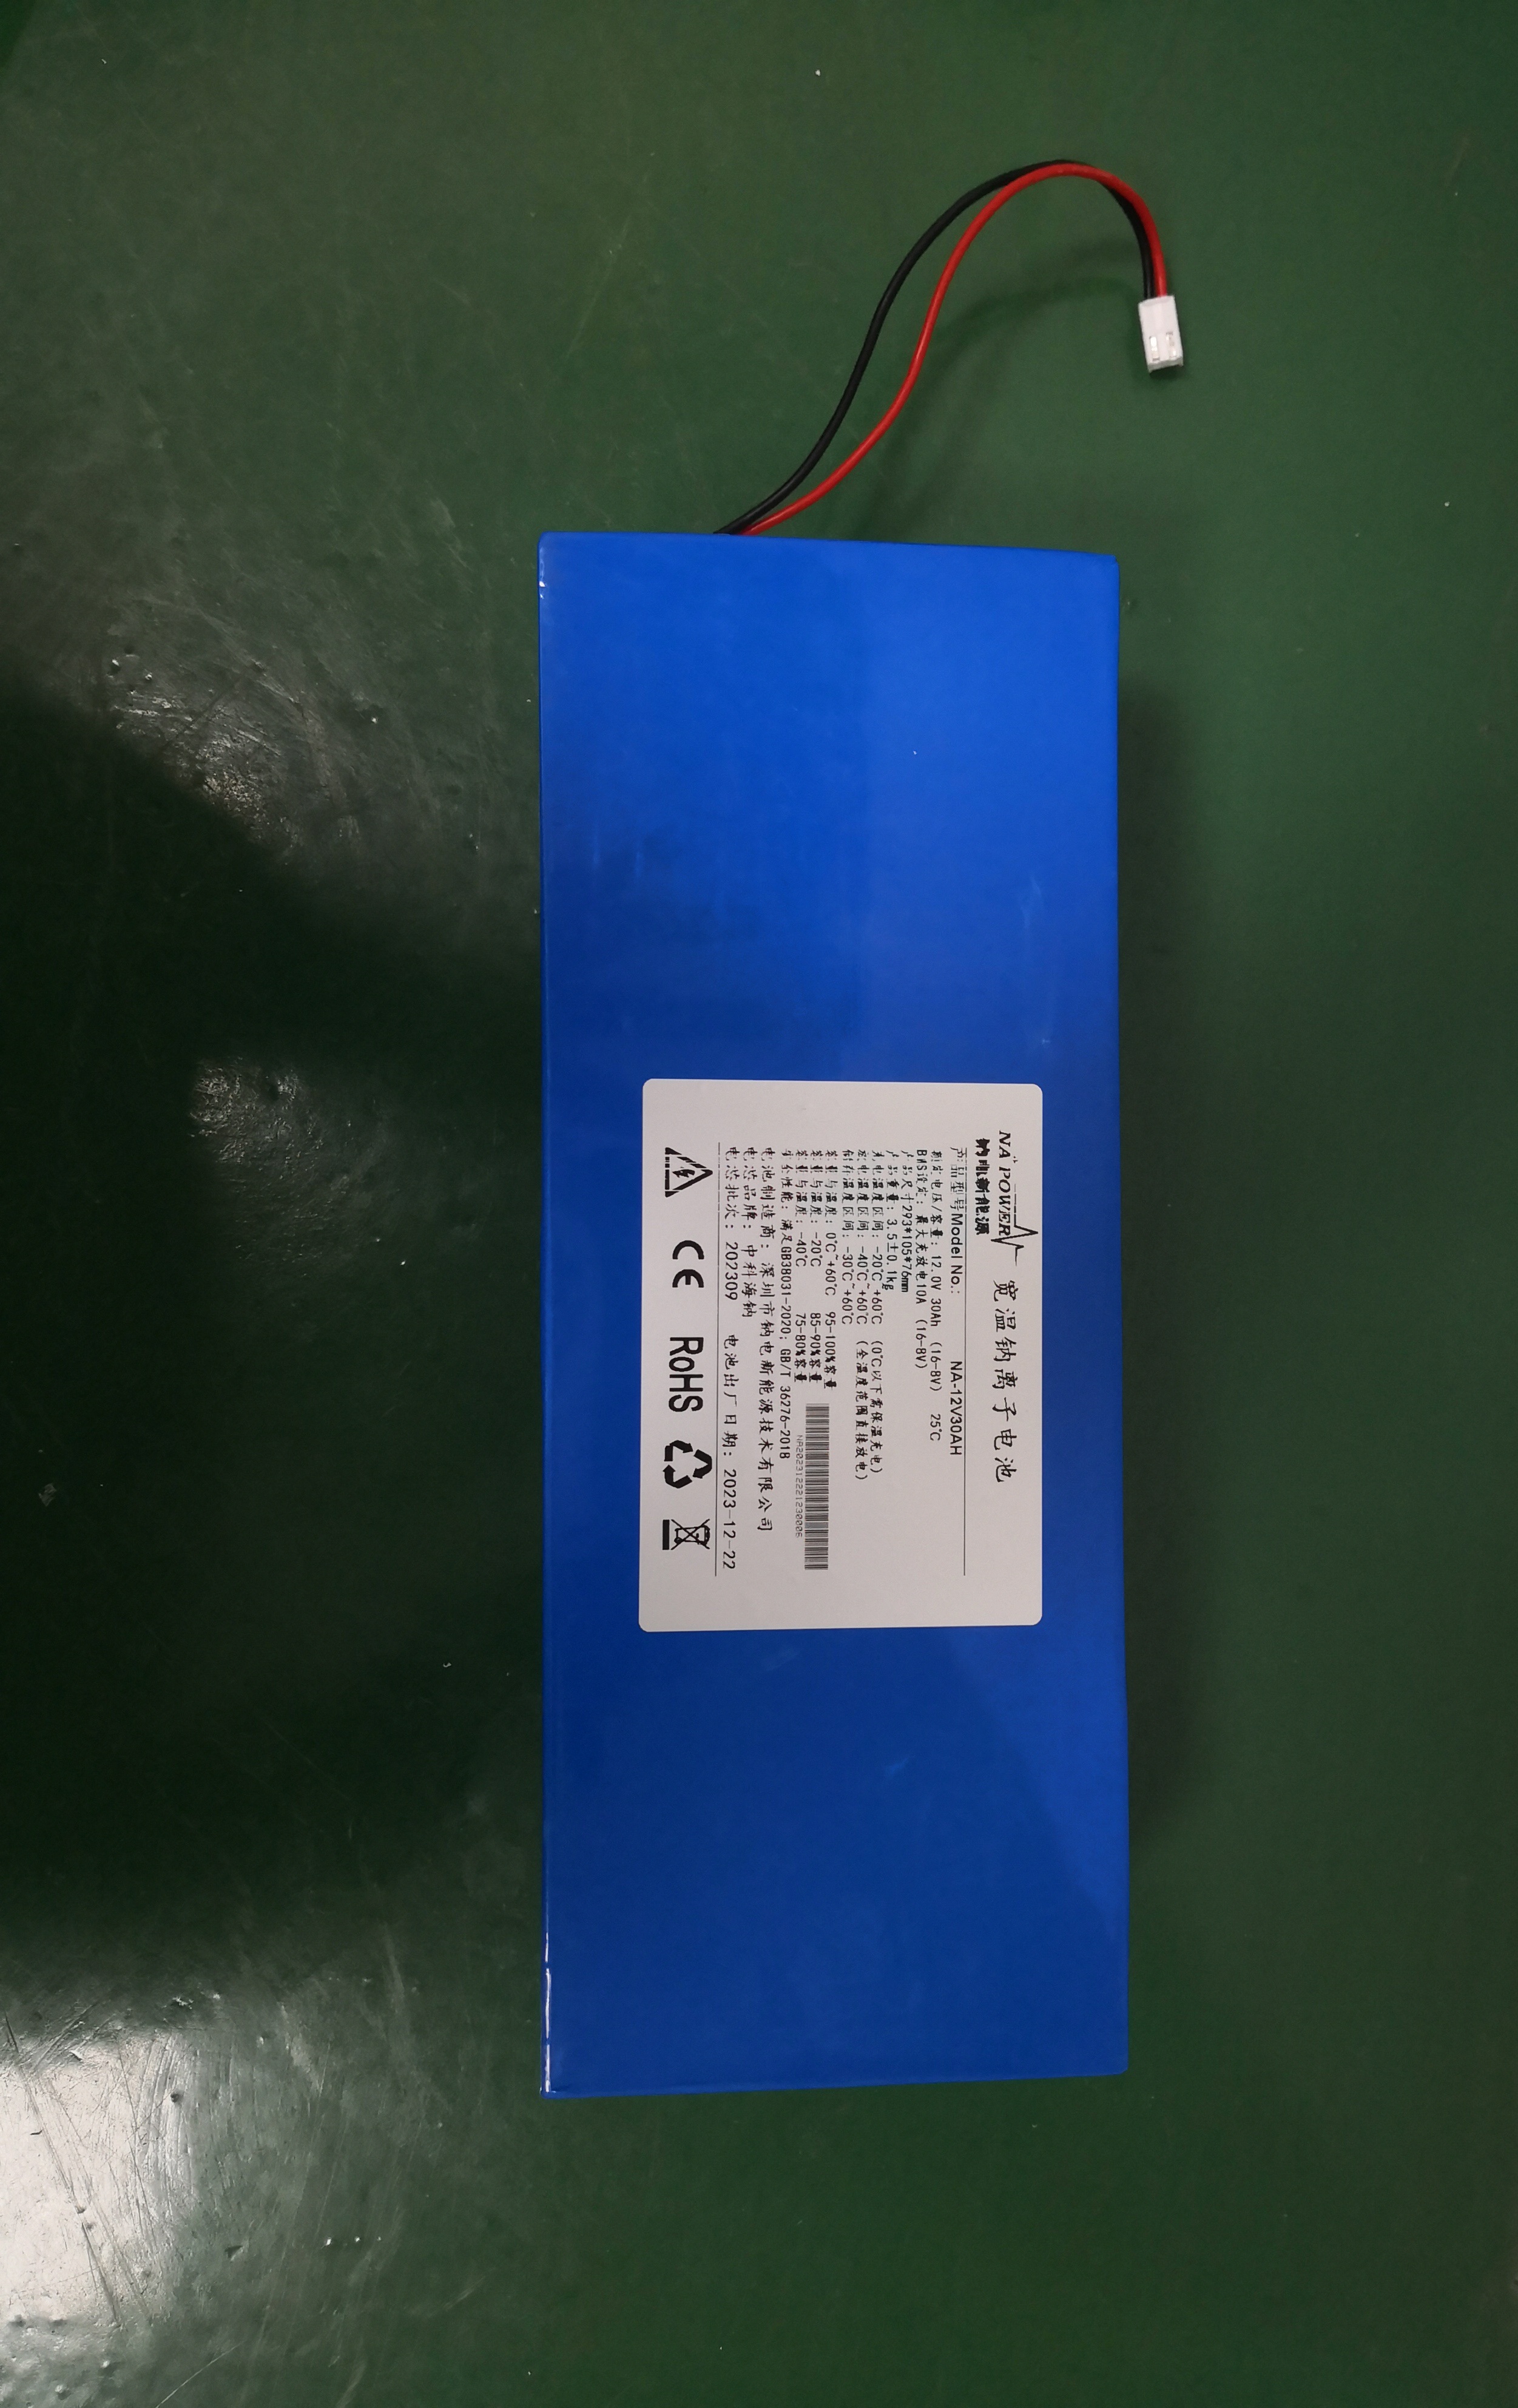 NA⁺ POWER 宽温钠离子电池
钠电新能源
产品型号Model No.: NA-12V30AH
额定电压/容量: 12.0V 30Ah (16-8V) 25℃
BMS设定: 最大充放电10A (16-8V)
产品尺寸:293*105*76mm
产品重量: 3.5±0.1kg
充电温度区间: -20℃~+60℃ (0℃以下需保温充电)
放电温度区间: -40℃~+60℃ (全温度范围直接放电)
储存温度区间: -30℃~+60℃
容量与温度: 0℃~+60℃ 95-100%容量
容量与温度: -20℃ 85-90%容量
容量与温度: -40℃ 75-80%容量
安全性能: 满足GB38031-2020; GB/T 36276-2018
NA202312221230006
电池制造商: 深圳市钠电新能源技术有限公司
电芯品牌: 中科海钠
电芯批次: 202309 电池出厂日期: 2023-12-22
CE RoHS